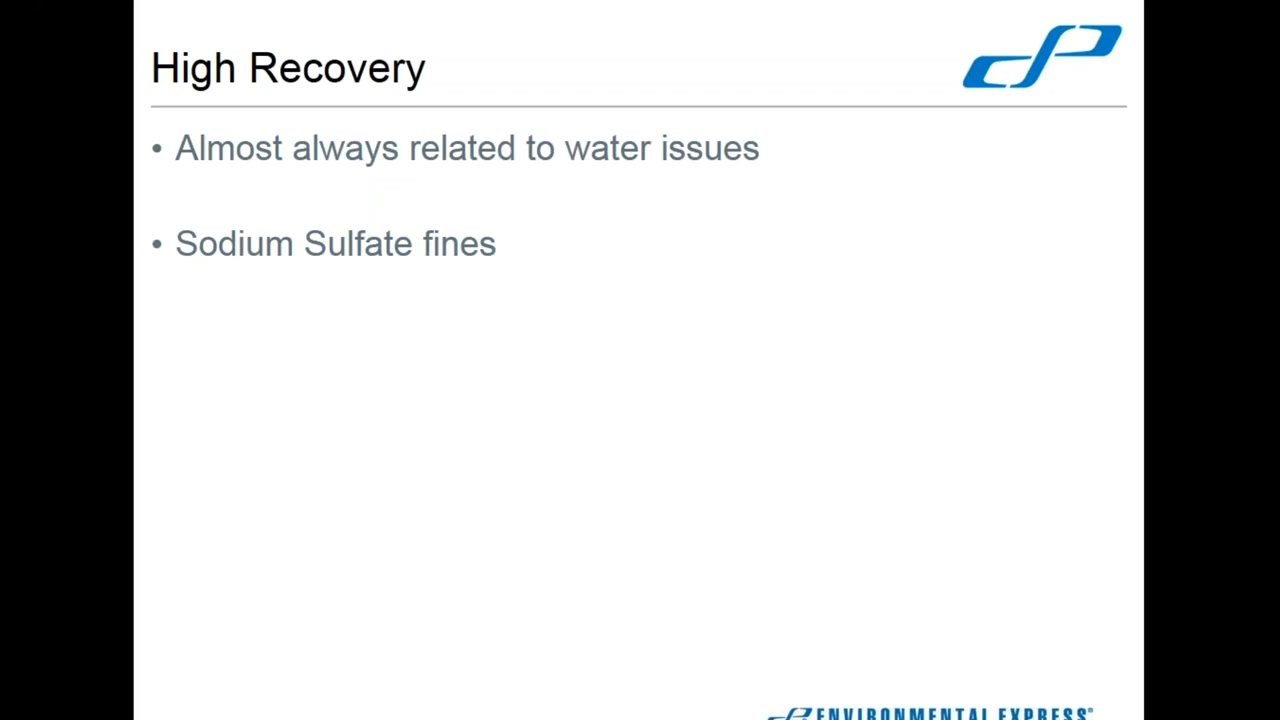 High Recovery
• Almost always related to water issues
• Sodium Sulfate fines
ENVIRONMENTAL EXPRESS®